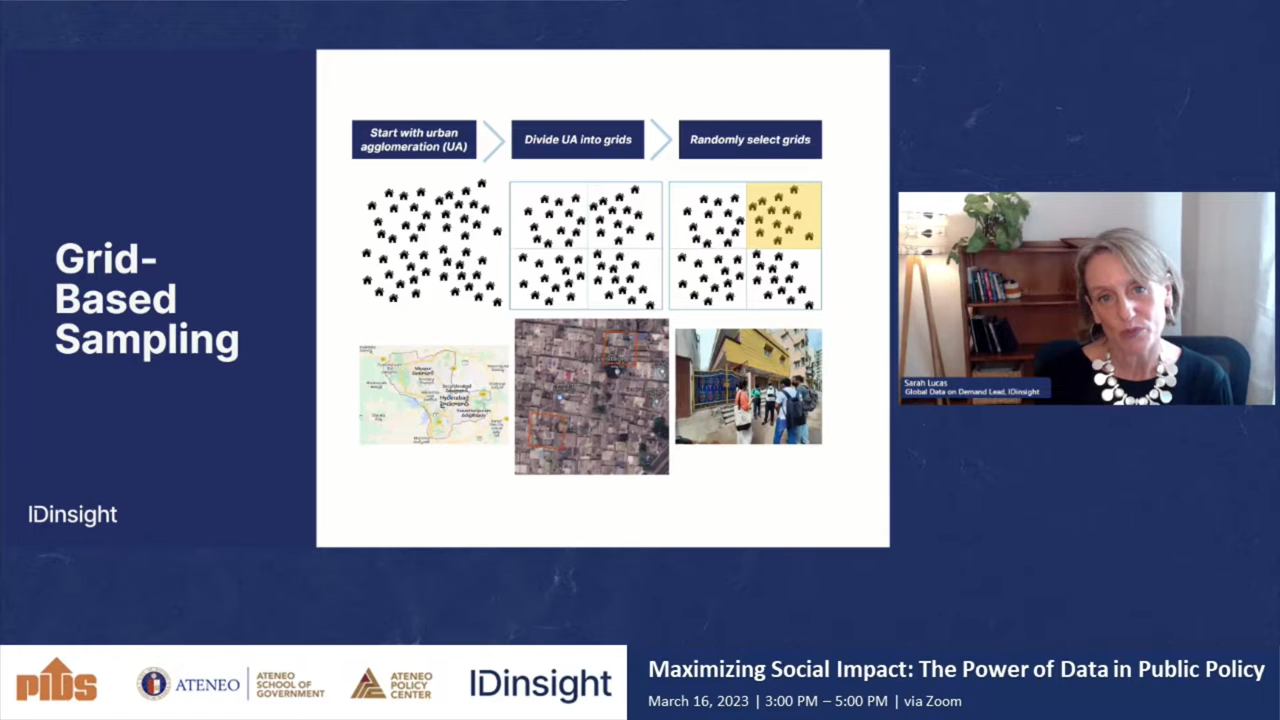 Grid-
Based
Sampling
IDinsight
Start with urban
agglomeration (UA)
Divide UA into grids
Randomly select grids
Sarah Lucas
Global Data on Demand Lead, IDinsight
pids
ATENEO
ATENEO
SCHOOL OF
GOVERNMENT
ATENEO
POLICY
CENTER
IDinsight
Maximizing Social Impact: The Power of Data in Public Policy
March 16, 2023 | 3:00 PM – 5:00 PM | via Zoom